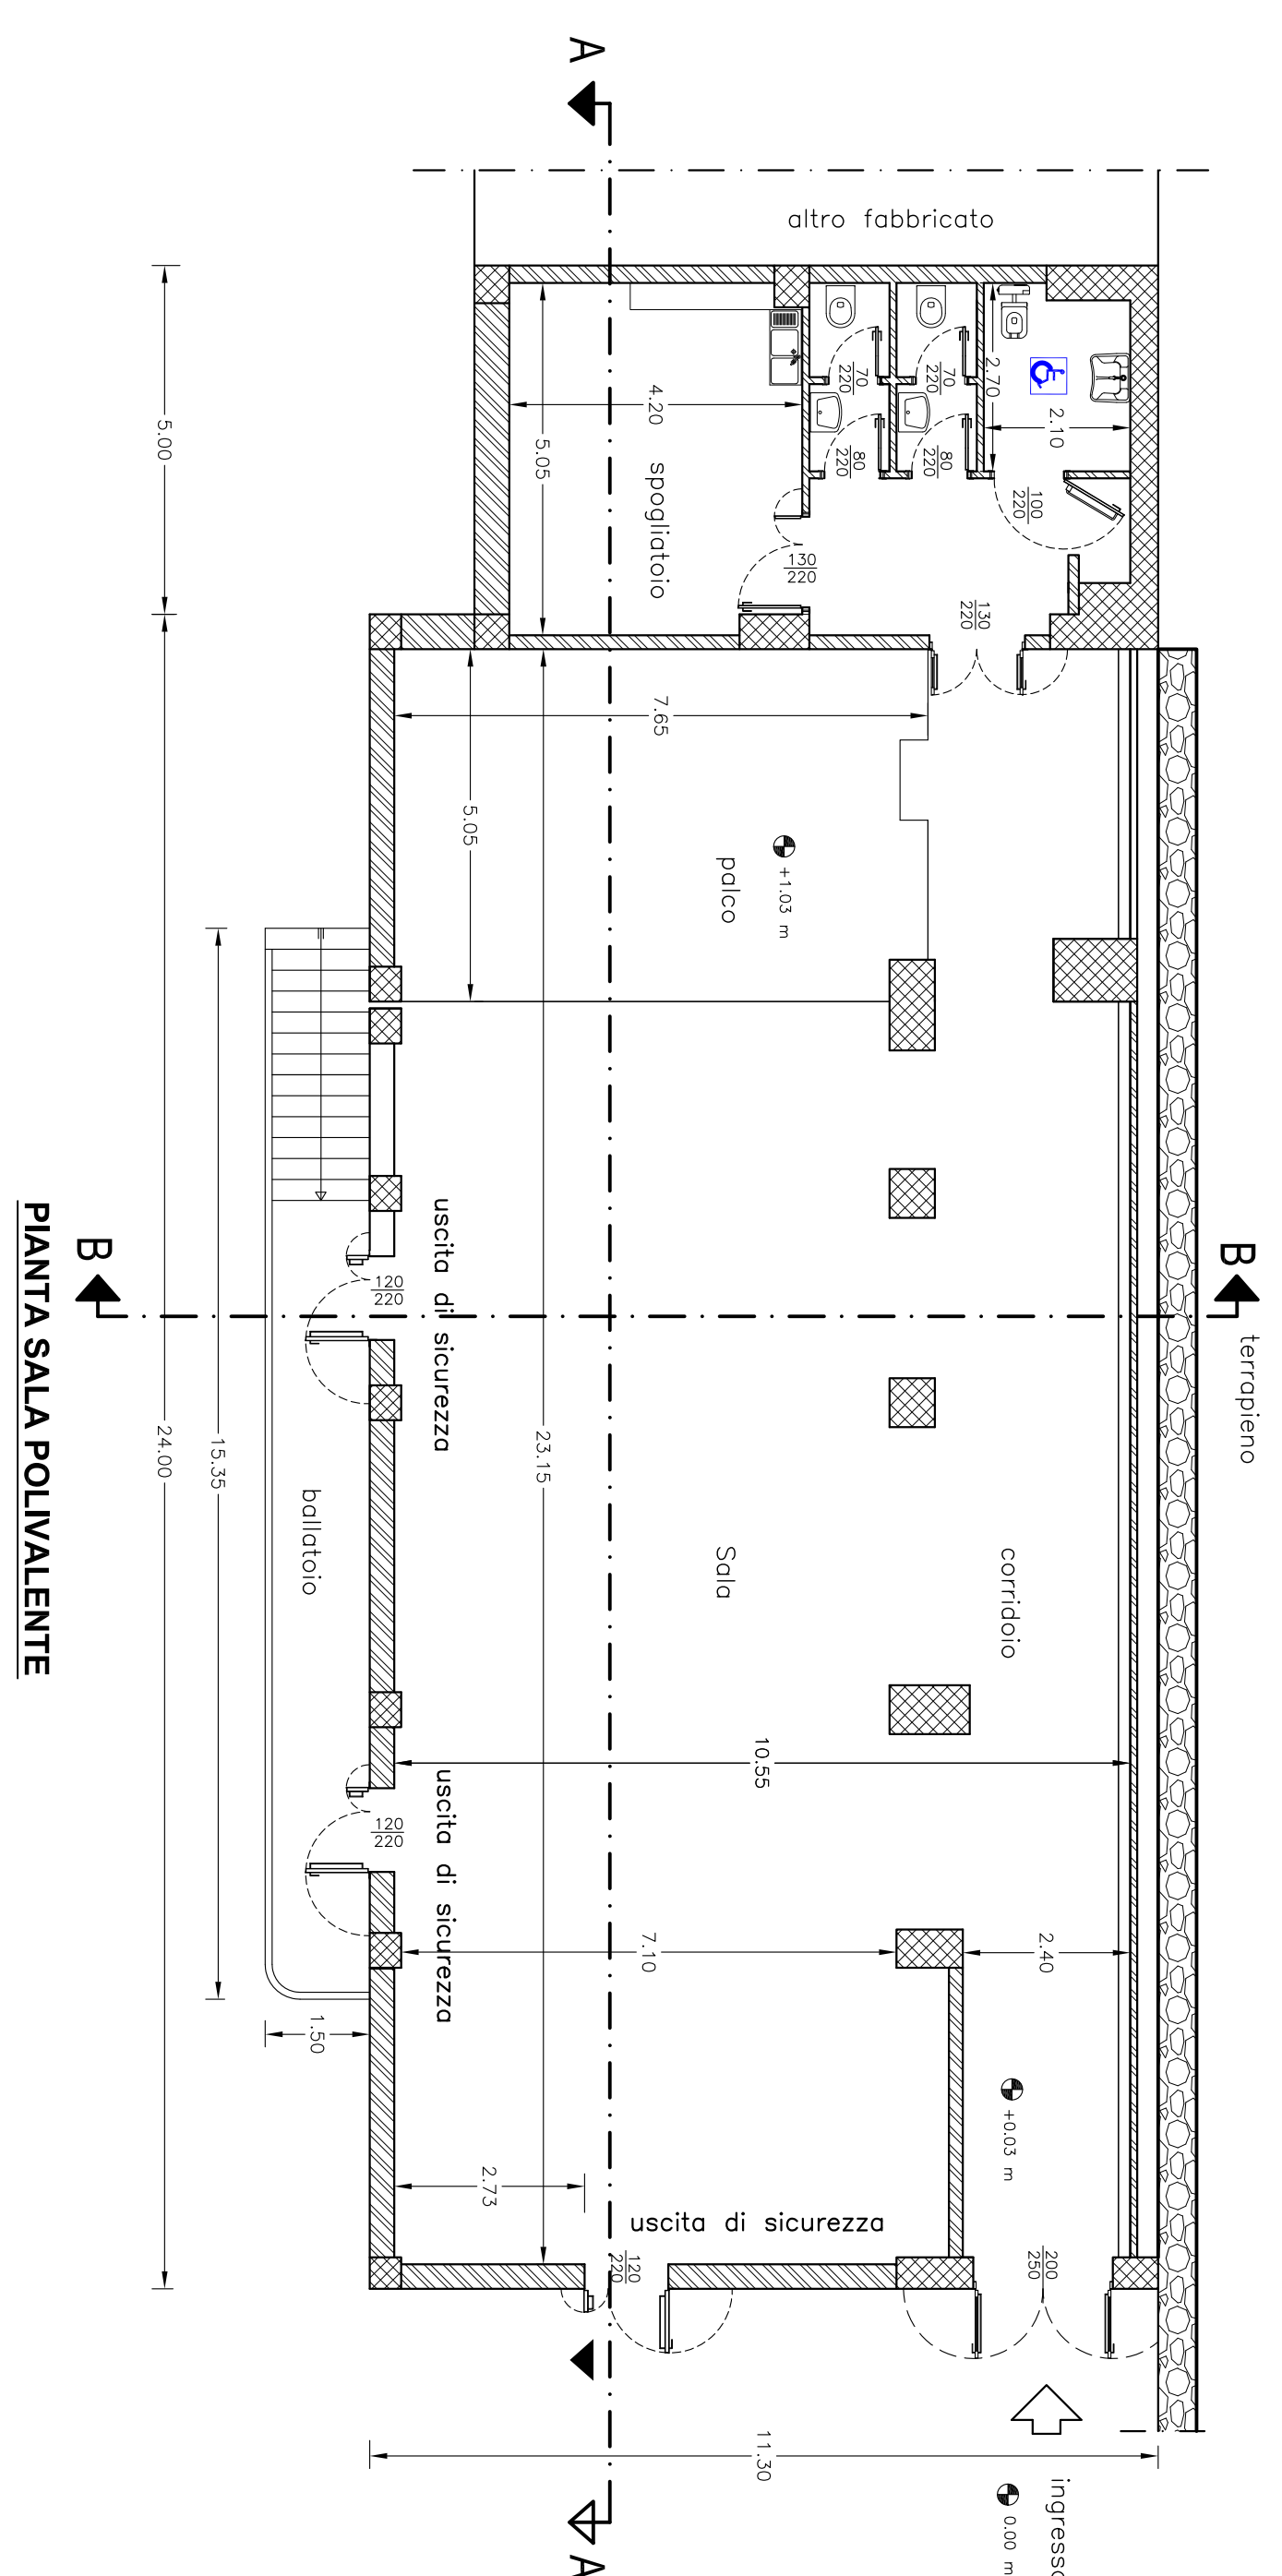 A
altro fabbricato
2.70
2.10
70
220
70
220
80
220
80
220
100
220
4.20
5.05
5.00
spogliatoio
130
220
130
220
7.65
5.05
+1.03 m
palco
uscita di sicurezza
120
220
B
B
terrapieno
PIANTA SALA POLIVALENTE
24.00
15.35
23.15
ballatoio
Sala
corridoio
10.55
uscita di sicurezza
120
220
7.10
2.40
1.50
+0.03 m
2.73
uscita di sicurezza
120
220
200
250
11.30
ingresso
0.00 m
A